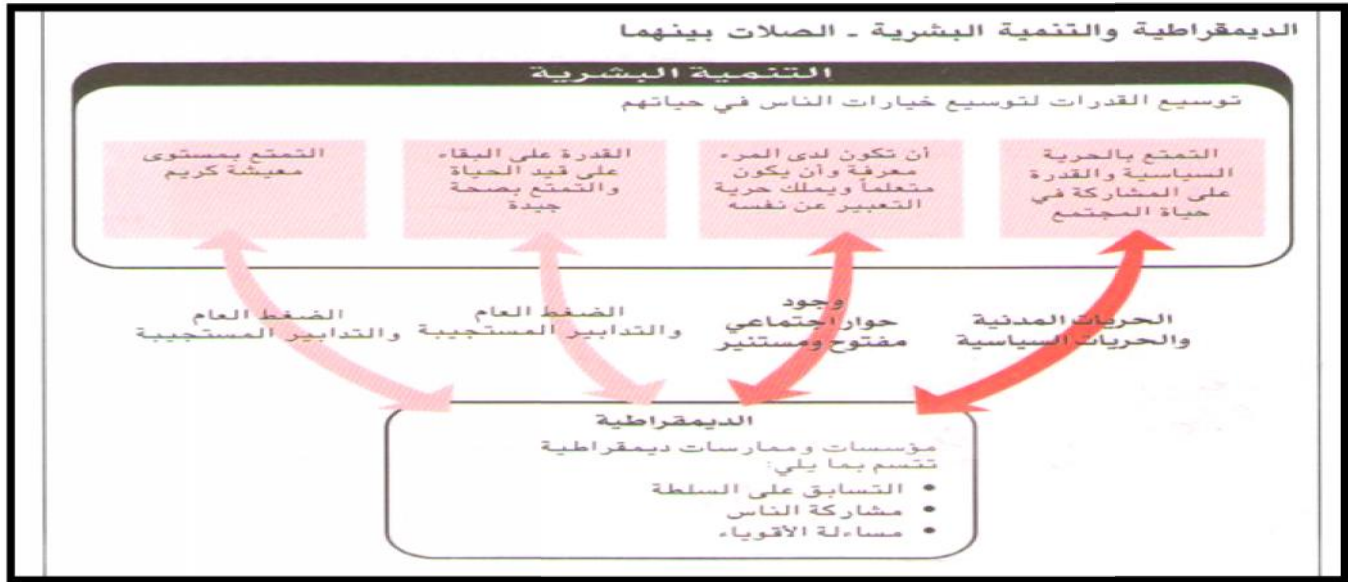 الديمقراطية والتنمية البشرية ـ الصلات بينهما
التنمية البشرية
توسيع القدرات لتوسيع خيارات الناس في حياتهم
التمتع بالحرية
السياسية والقدرة
على المشاركة في
حياة المجتمع
أن تكون لدى المرء
معرفة وأن يكون
متعلماً ويملك حرية
التعبير عن نفسه
القدرة على البقاء
على قيد الحياة
والتمتع بصحة
جيدة
التمتع بمستوى
معيشة كريم
الحريات المدنية
والحريات السياسية
وجود
حوار اجتماعي
مفتوح ومستنير
الضغط العام
والتدابير المستجيبة
الضغط العام
والتدابير المستجيبة
الديمقراطية
مؤسسات وممارسات ديمقراطية
تتسم بما يلي:
• التسابق على السلطة
• مشاركة الناس
• مساءلة الأقوياء